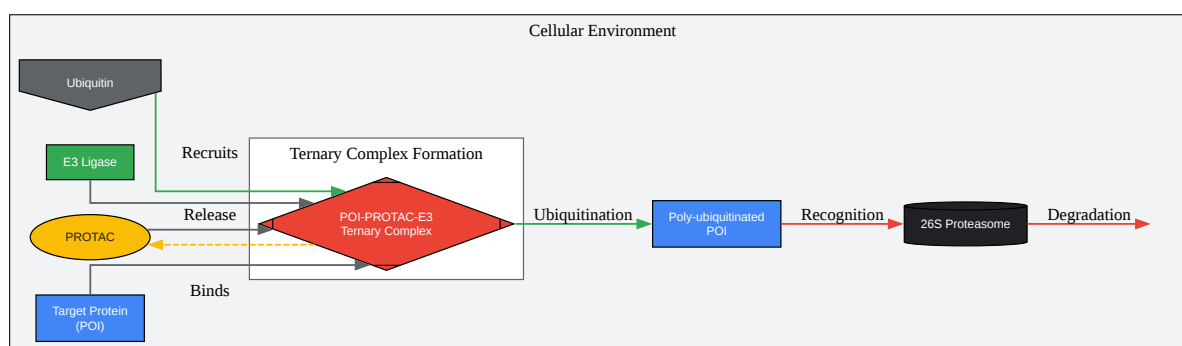 Cellular Environment
Ubiquitin
E3 Ligase
Recruits
Ternary Complex Formation
PROTAC
Release
POI-PROTAC-E3
Ternary Complex
Ubiquitination
Poly-ubiquitinated
POI
Recognition
26S Proteasome
Degradation
Binds
Target Protein
(POI)